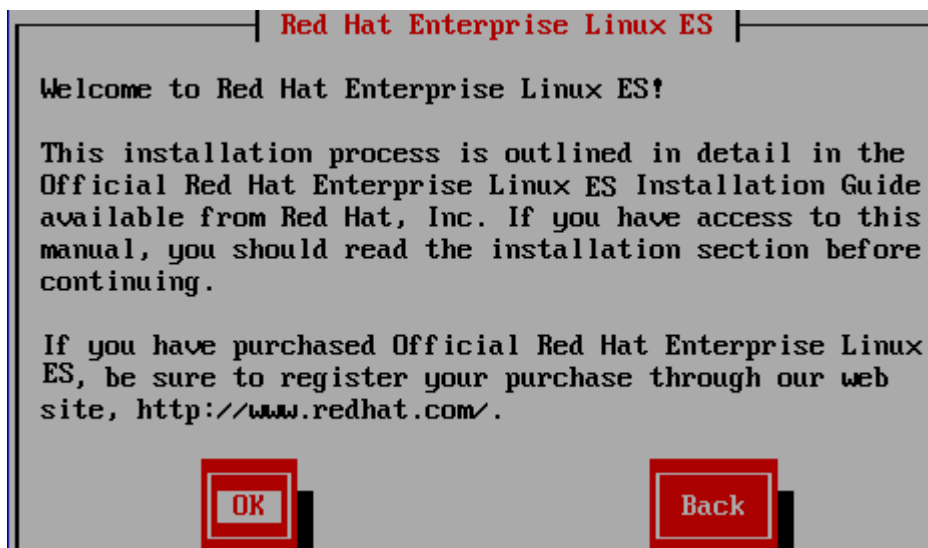 Red Hat Enterprise Linux ES
Welcome to Red Hat Enterprise Linux ES!
This installation process is outlined in detail in the
Official Red Hat Enterprise Linux ES Installation Guide
available from Red Hat, Inc. If you have access to this
manual, you should read the installation section before
continuing.
If you have purchased Official Red Hat Enterprise Linux
ES, be sure to register your purchase through our web
site, http://www.redhat.com/.
OK Back